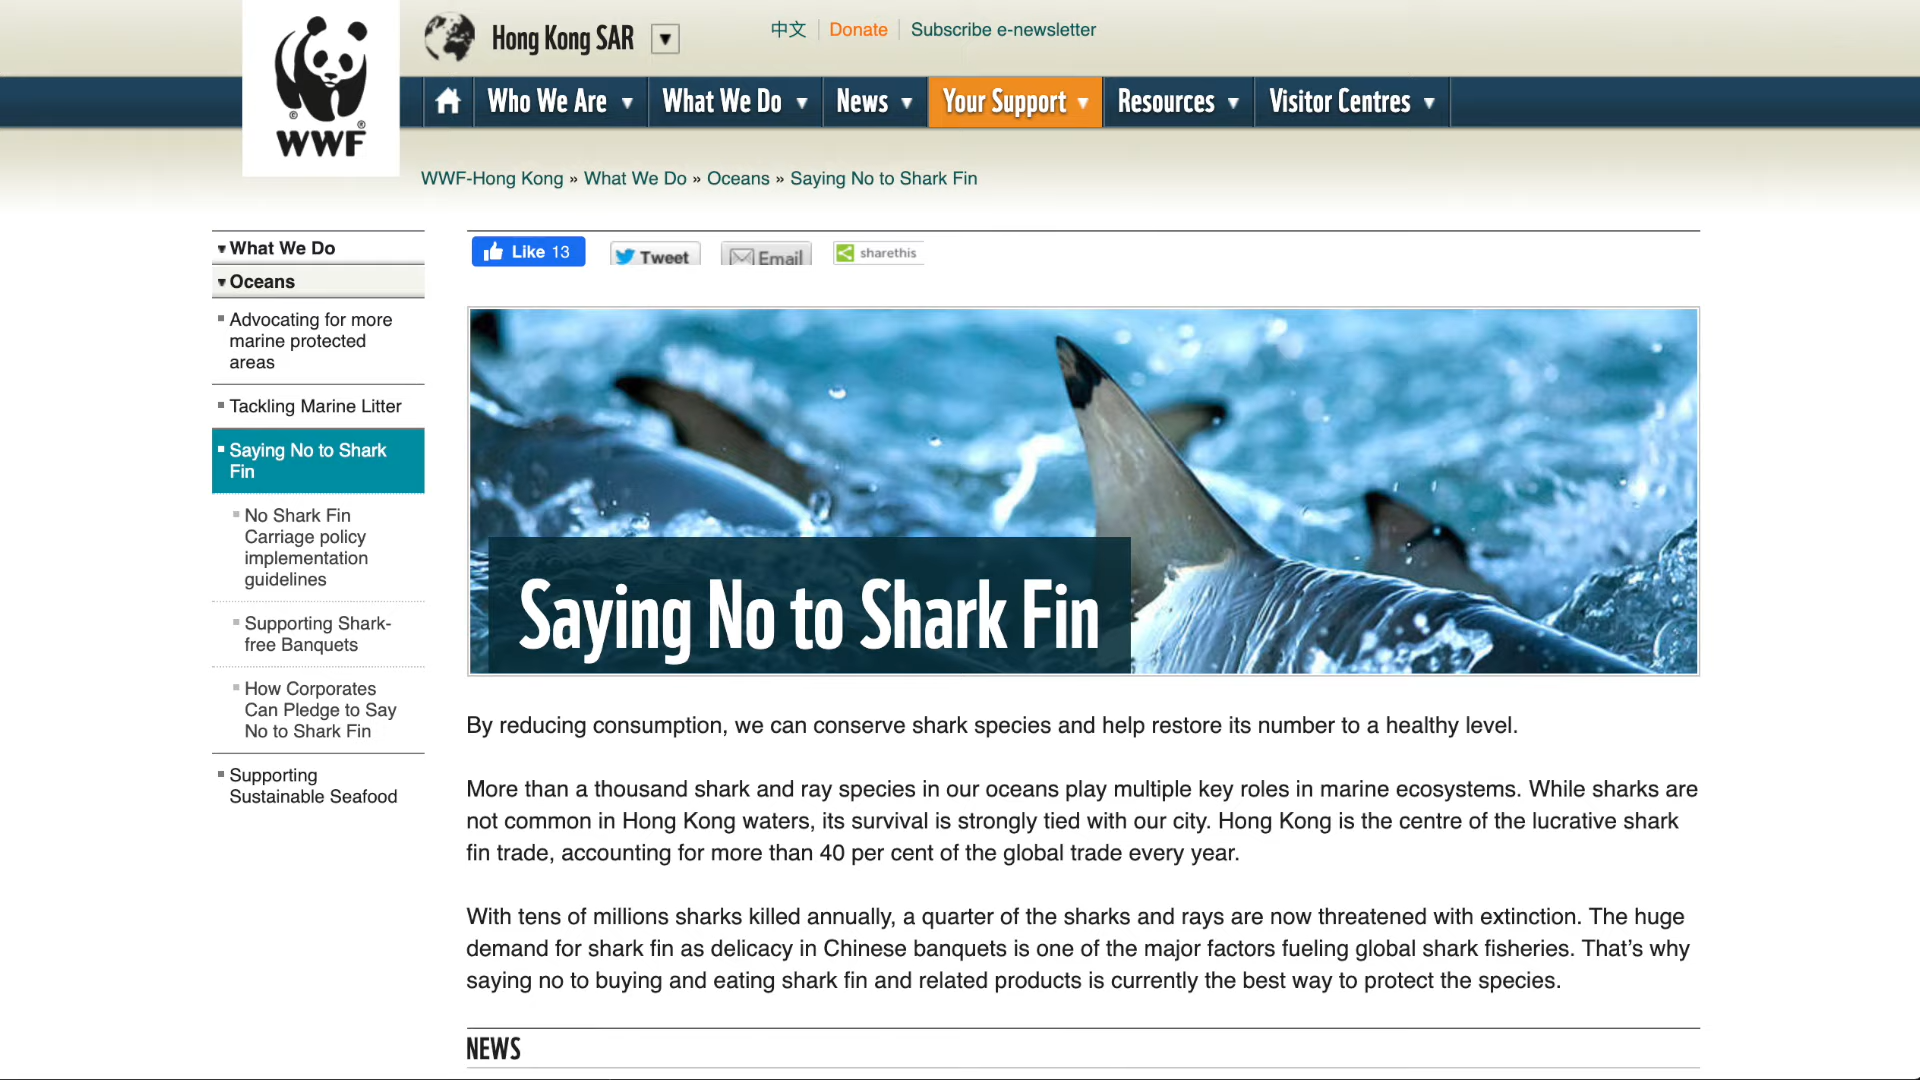 WWF
Hong Kong SAR
中文 Donate Subscribe e-newsletter
Who We Are What We Do News Your Support Resources Visitor Centres
WWF-Hong Kong » What We Do » Oceans » Saying No to Shark Fin
What We Do
Oceans
Advocating for more
marine protected
areas
Tackling Marine Litter
Saying No to Shark
Fin
No Shark Fin
Carriage policy
implementation
guidelines
Supporting Shark-
free Banquets
How Corporates
Can Pledge to Say
No to Shark Fin
Supporting
Sustainable Seafood
Like 13 Tweet Email sharethis
Saying No to Shark Fin
By reducing consumption, we can conserve shark species and help restore its number to a healthy level.
More than a thousand shark and ray species in our oceans play multiple key roles in marine ecosystems. While sharks are
not common in Hong Kong waters, its survival is strongly tied with our city. Hong Kong is the centre of the lucrative shark
fin trade, accounting for more than 40 per cent of the global trade every year.
With tens of millions sharks killed annually, a quarter of the sharks and rays are now threatened with extinction. The huge
demand for shark fin as delicacy in Chinese banquets is one of the major factors fueling global shark fisheries. That’s why
saying no to buying and eating shark fin and related products is currently the best way to protect the species.
NEWS